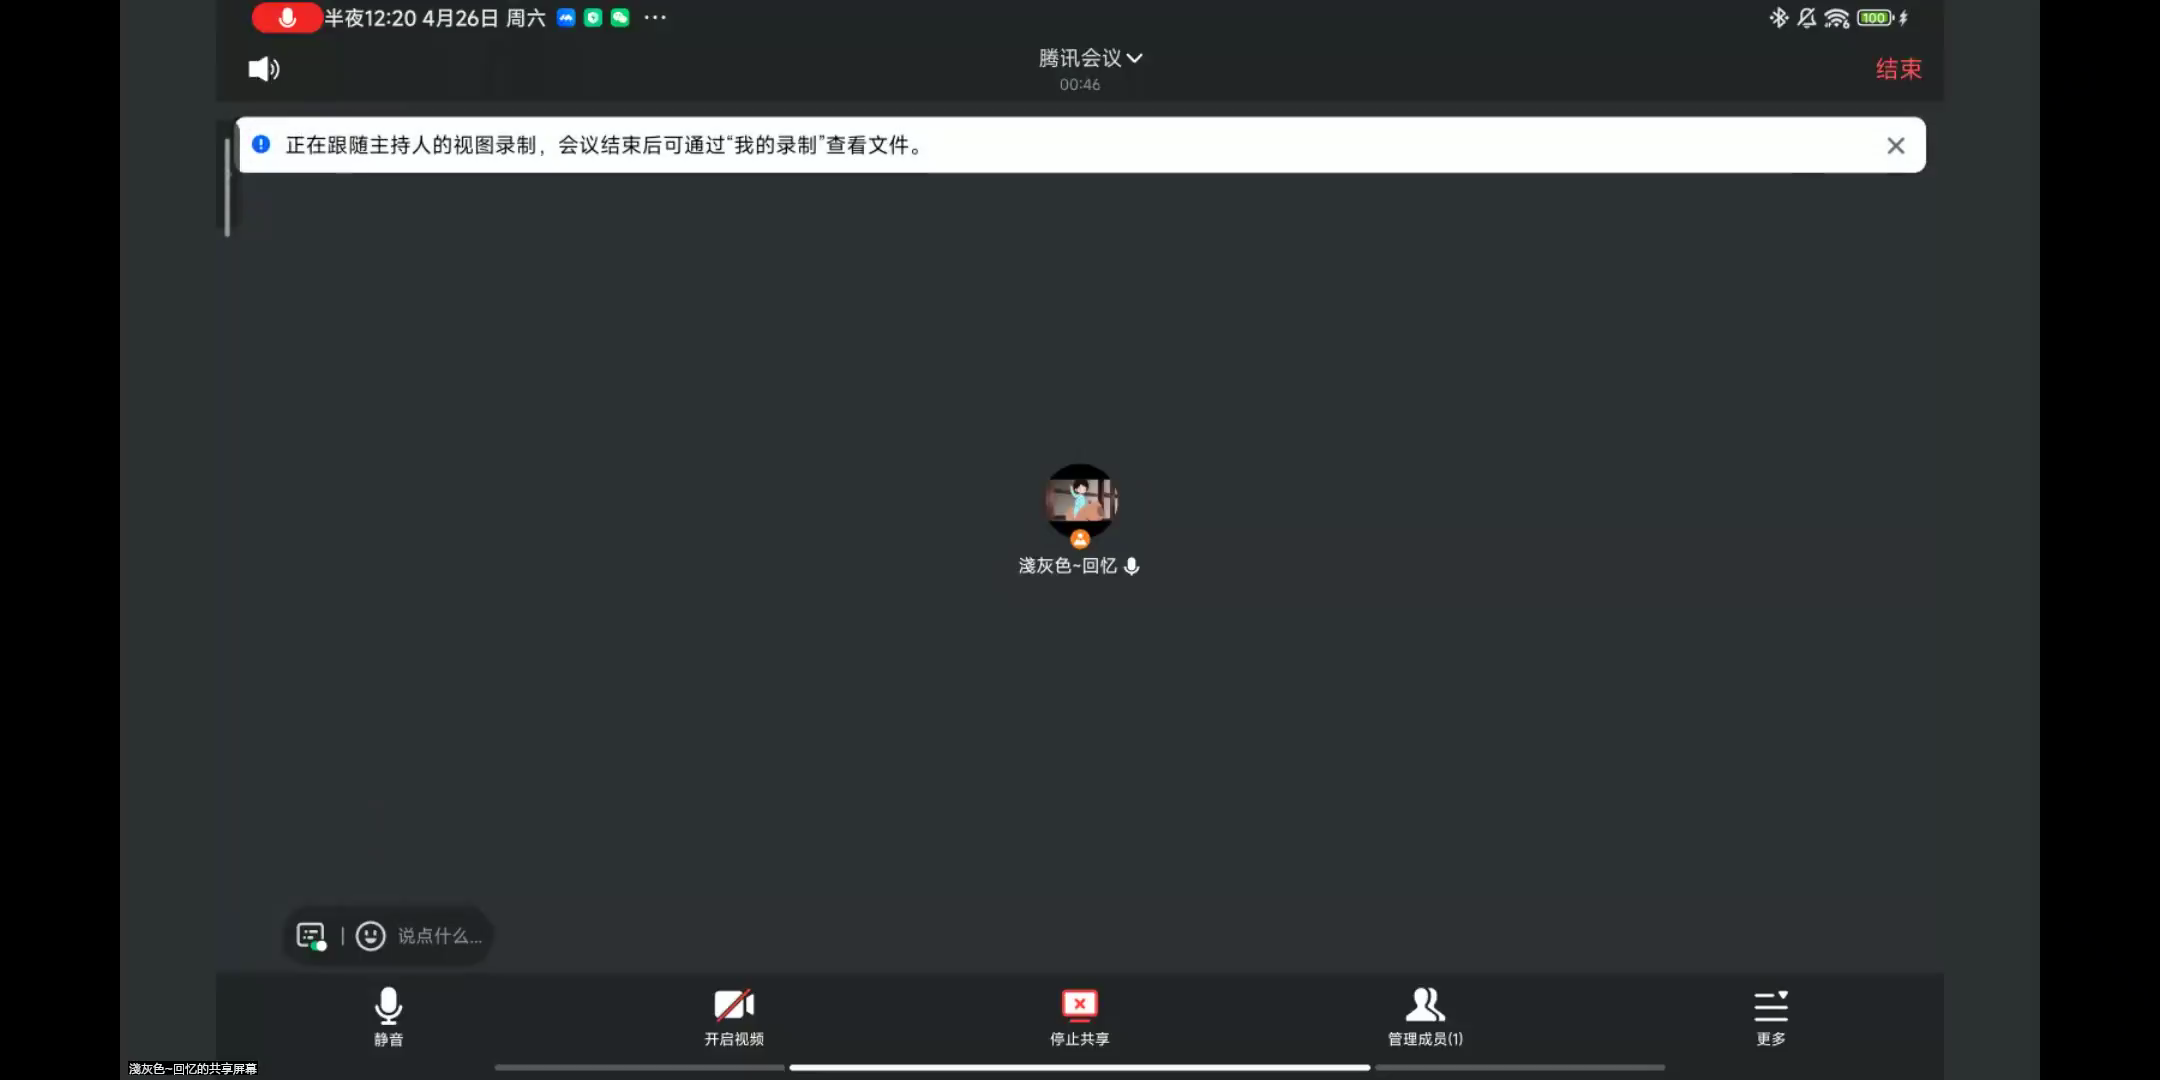 半夜12:20 4月26日 周六
100
腾讯会议
00:46
结束
正在跟随主持人的视图录制，会议结束后可通过“我的录制”查看文件。
淺灰色~回忆
说点什么...
静音
开启视频
停止共享
管理成员(1)
更多
淺灰色~回忆的共享屏幕